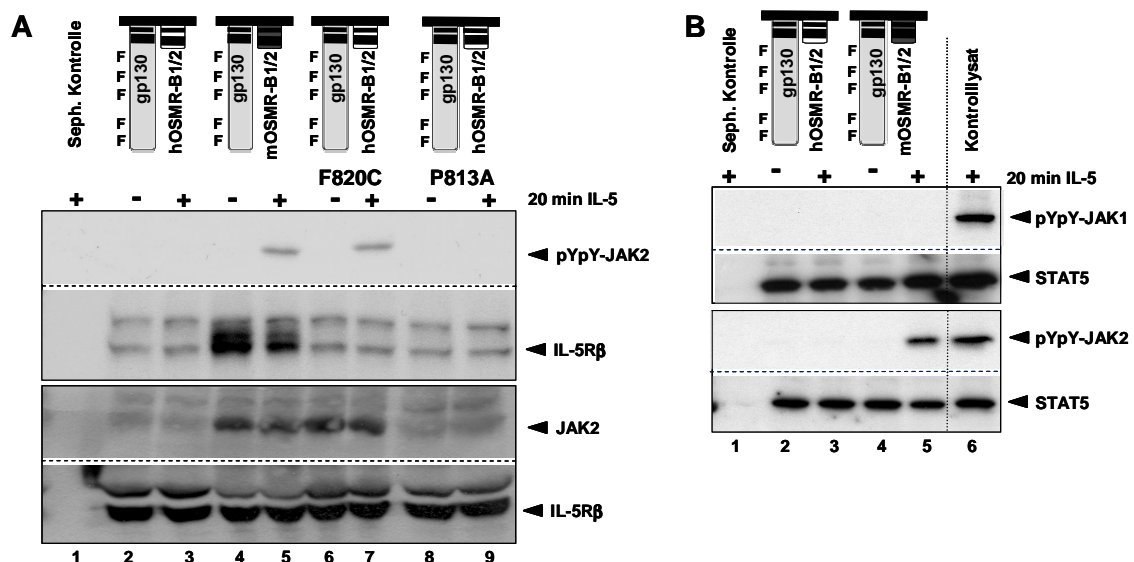 A
Seph. Kontrolle
F F F F F
gp130
hOSMR-B1/2
F F F F F
gp130
mOSMR-B1/2
F F F F F
gp130
hOSMR-B1/2
F F F F F
gp130
hOSMR-B1/2
F820C P813A
+ - + - + - + - + 20 min IL-5
pYpY-JAK2
IL-5Rβ
JAK2
IL-5Rβ
1 2 3 4 5 6 7 8 9
B
Seph. Kontrolle
F F F F F
gp130
hOSMR-B1/2
F F F F F
gp130
mOSMR-B1/2
Kontrolllysat
+ - + - + + 20 min IL-5
pYpY-JAK1
STAT5
pYpY-JAK2
STAT5
1 2 3 4 5 6